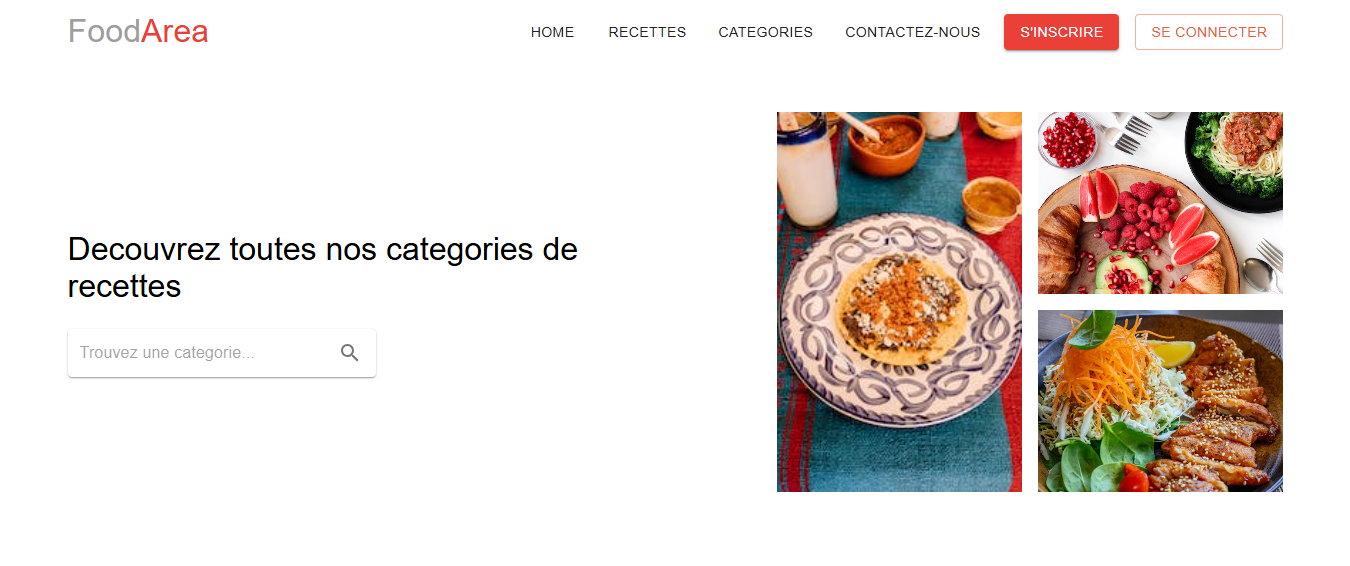 FoodArea
HOME
RECETTES
CATEGORIES
CONTACTEZ-NOUS
S'INSCRIRE
SE CONNECTER
Decouvrez toutes nos categories de
recettes
Trouvez une categorie...